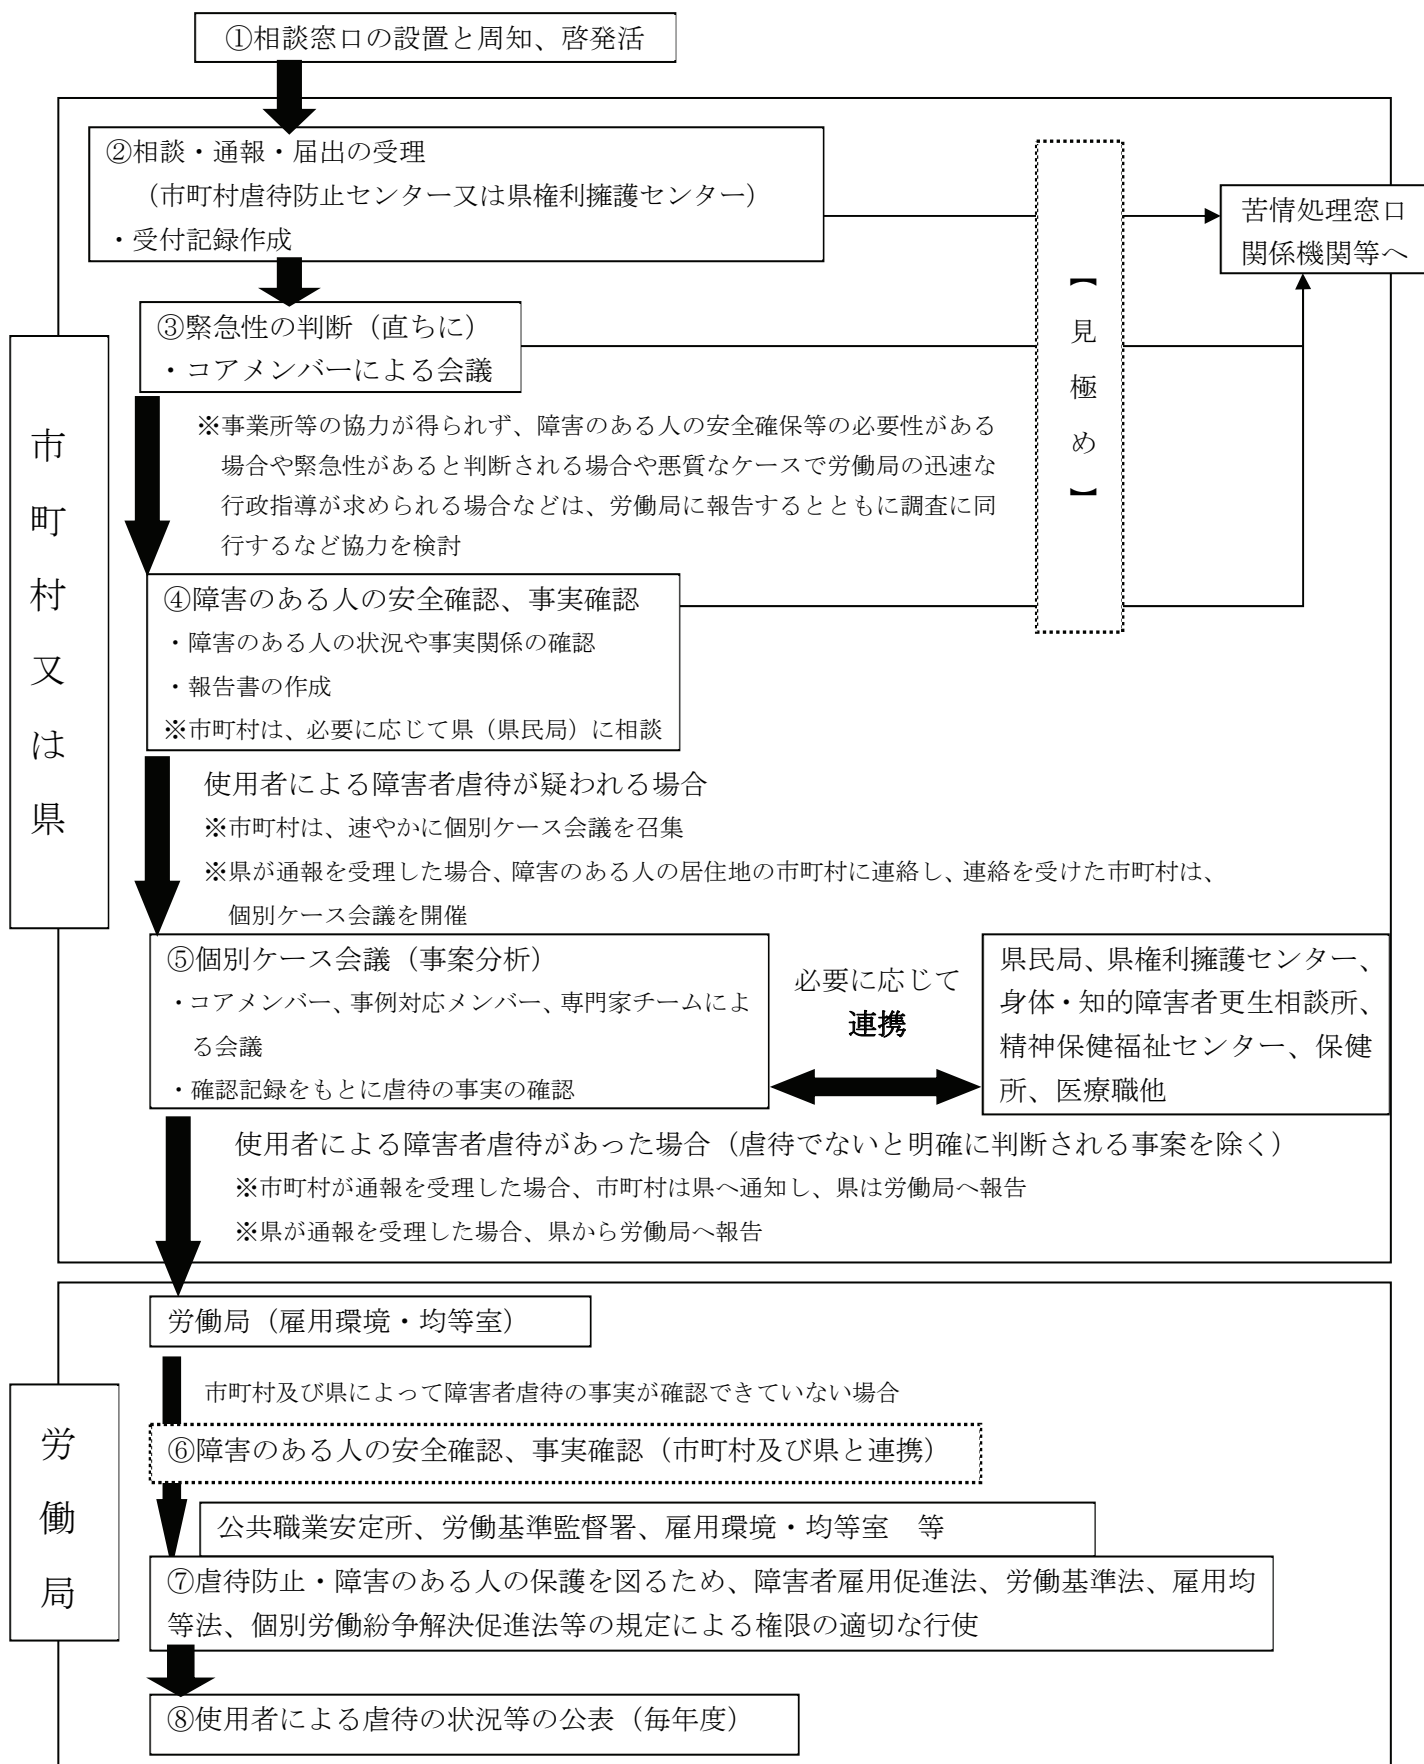 ①相談窓口の設置と周知、啓発活
②相談・通報・届出の受理
（市町村虐待防止センター又は県権利擁護センター）
・受付記録作成
苦情処理窓口
関係機関等へ
【見極め】
③緊急性の判断（直ちに）
・コアメンバーによる会議
※事業所等の協力が得られず、障害のある人の安全確保等の必要性がある
場合や緊急性があると判断される場合や悪質なケースで労働局の迅速な
行政指導が求められる場合などは、労働局に報告するとともに調査に同
行するなど協力を検討
市町村又は県
④障害のある人の安全確認、事実確認
・障害のある人の状況や事実関係の確認
・報告書の作成
※市町村は、必要に応じて県（県民局）に相談
使用者による障害者虐待が疑われる場合
※市町村は、速やかに個別ケース会議を召集
※県が通報を受理した場合、障害のある人の居住地の市町村に連絡し、連絡を受けた市町村は、
個別ケース会議を開催
⑤個別ケース会議（事案分析）
・コアメンバー、事例対応メンバー、専門家チームによ
る会議
・確認記録をもとに虐待の事実の確認
必要に応じて
連携
県民局、県権利擁護センター、
身体・知的障害者更生相談所、
精神保健福祉センター、保健
所、医療職他
使用者による障害者虐待があった場合（虐待でないと明確に判断される事案を除く）
※市町村が通報を受理した場合、市町村は県へ通知し、県は労働局へ報告
※県が通報を受理した場合、県から労働局へ報告
労働局（雇用環境・均等室）
市町村及び県によって障害者虐待の事実が確認できていない場合
労働局
⑥障害のある人の安全確認、事実確認（市町村及び県と連携）
公共職業安定所、労働基準監督署、雇用環境・均等室　等
⑦虐待防止・障害のある人の保護を図るため、障害者雇用促進法、労働基準法、雇用均
等法、個別労働紛争解決促進法等の規定による権限の適切な行使
⑧使用者による虐待の状況等の公表（毎年度）